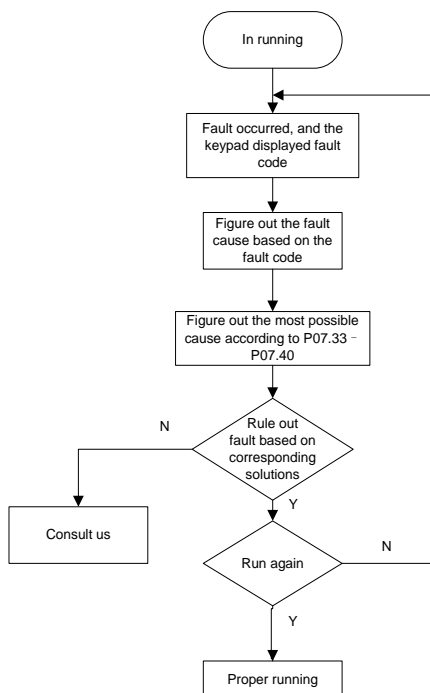 In running
Fault occurred, and the
keypad displayed fault
code
Figure out the fault
cause based on the
fault code
Figure out the most possible
cause according to P07.33﹣
P07.40
N
Rule out
fault based on
corresponding
solutions
Y
Consult us
Run again
N
Y
Proper running